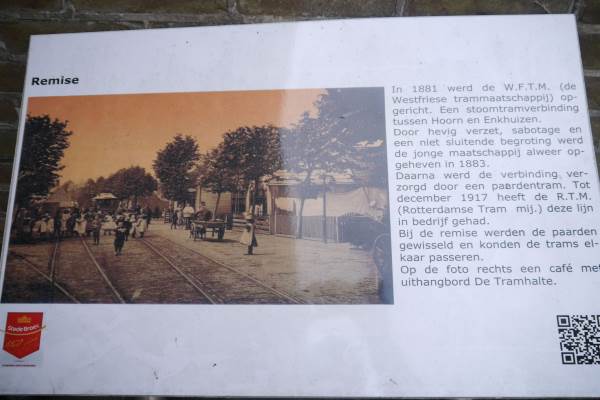 Remise
In 1881 werd de W.F.T.M. (de
Westfriese trammaatschappij) op-
gericht. Een stoomtramverbinding
tussen Hoorn en Enkhuizen.
Door hevig verzet, sabotage en
een niet sluitende begroting werd
de jonge maatschappij alweer op-
geheven in 1883.
Daarna werd de verbinding ver-
zorgd door een paardentram. Tot
december 1917 heeft de R.T.M.
(Rotterdamse Tram mij.) deze lijn
in bedrijf gehad.
Bij de remise werden de paarden
gewisseld en konden de trams el-
kaar passeren.
Op de foto rechts een café met
uithangbord De Tramhalte.
Stede Broec